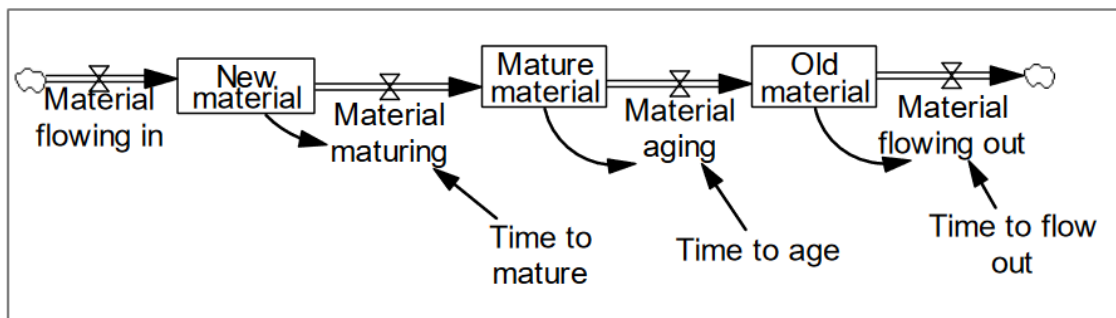 New
material
Mature
material
Old
material
Material
flowing in
Material
maturing
Material
aging
Material
flowing out
Time to
mature
Time to age
Time to flow
out